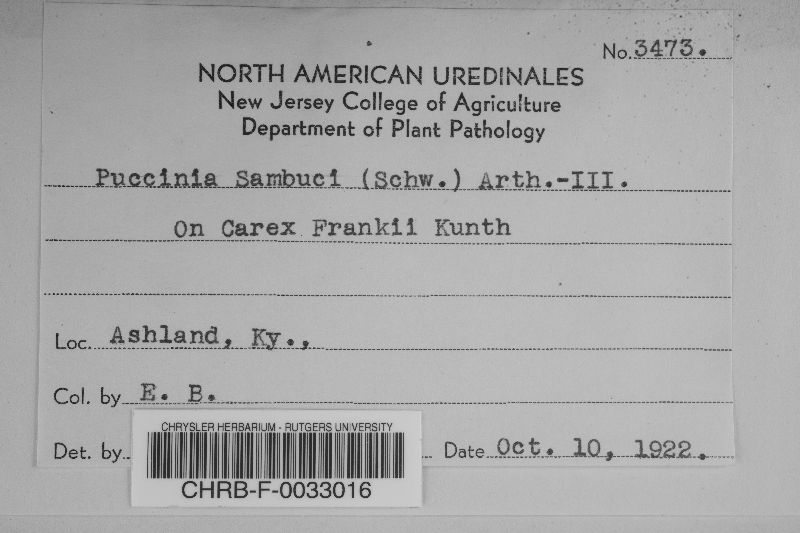 No. 3473.
NORTH AMERICAN UREDINALES
New Jersey College of Agriculture
Department of Plant Pathology
Puccinia Sambuci (Schw.) Arth.-III.
On Carex Frankii Kunth
Loc. Ashland, Ky.,
Col. by E. B.
Det. by Date Oct. 10, 1922.
CHRYSLER HERBARIUM - RUTGERS UNIVERSITY
CHRB-F-0033016